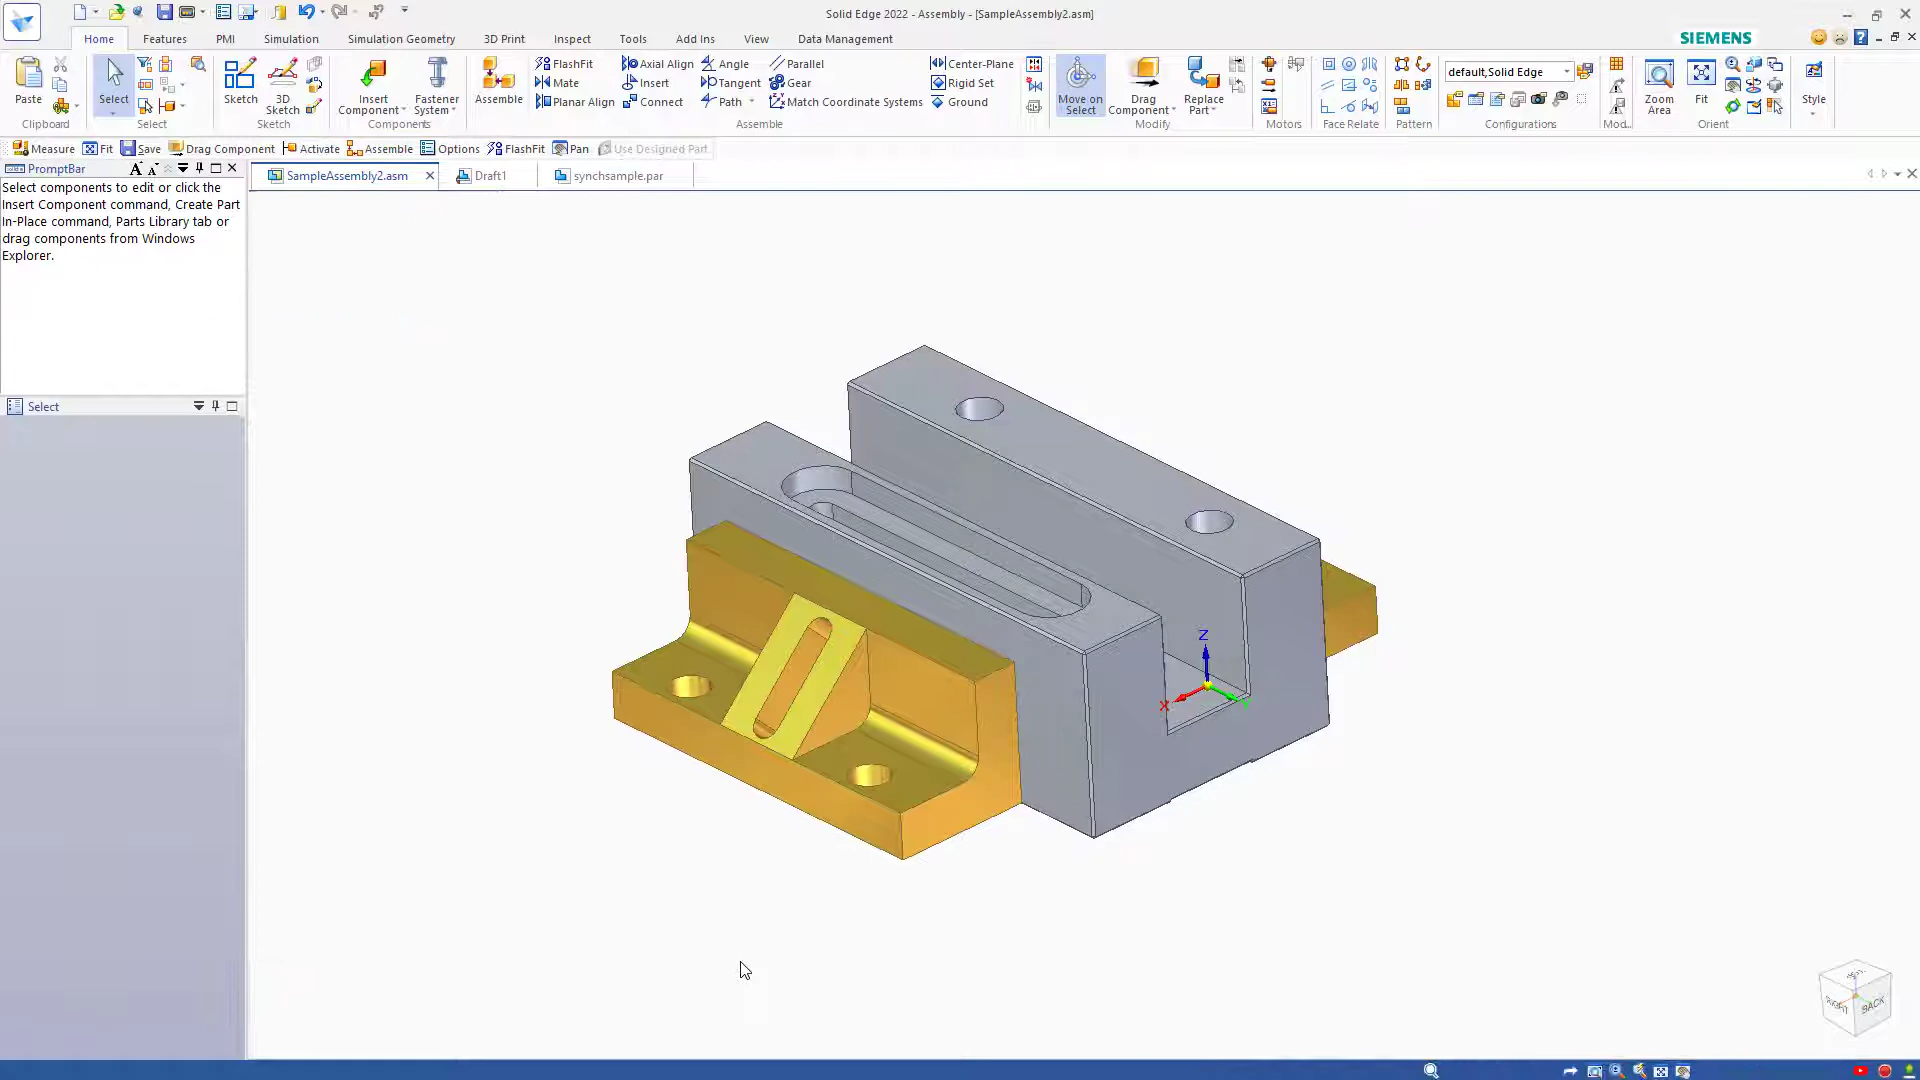 Solid Edge 2022 - Assembly - [SampleAssembly2.asm]
Home Features PMI Simulation Simulation Geometry 3D Print Inspect Tools Add Ins View Data Management
SIEMENS
Paste
Clipboard
Select
Select
Sketch
3D
Sketch
Sketch
Insert
Component
Fastener
System
Components
Assemble
FlashFit
Mate
Planar Align
Axial Align
Insert
Connect
Angle
Tangent
Path
Parallel
Gear
Match Coordinate Systems
Center-Plane
Rigid Set
Ground
Assemble
Move on
Select
Drag
Component
Replace
Part
Modify
Motors
Face Relate
Pattern
default,Solid Edge
Configurations
Mod...
Zoom
Area
Fit
Orient
Style
Measure Fit Save Drag Component Activate Assemble Options FlashFit Pan Use Designed Part
PromptBar
SampleAssembly2.asm Draft1 synchsample.par
Select components to edit or click the
Insert Component command, Create Part
In-Place command, Parts Library tab or
drag components from Windows
Explorer.
Select
Z
X
TOP
RIGHT
BACK